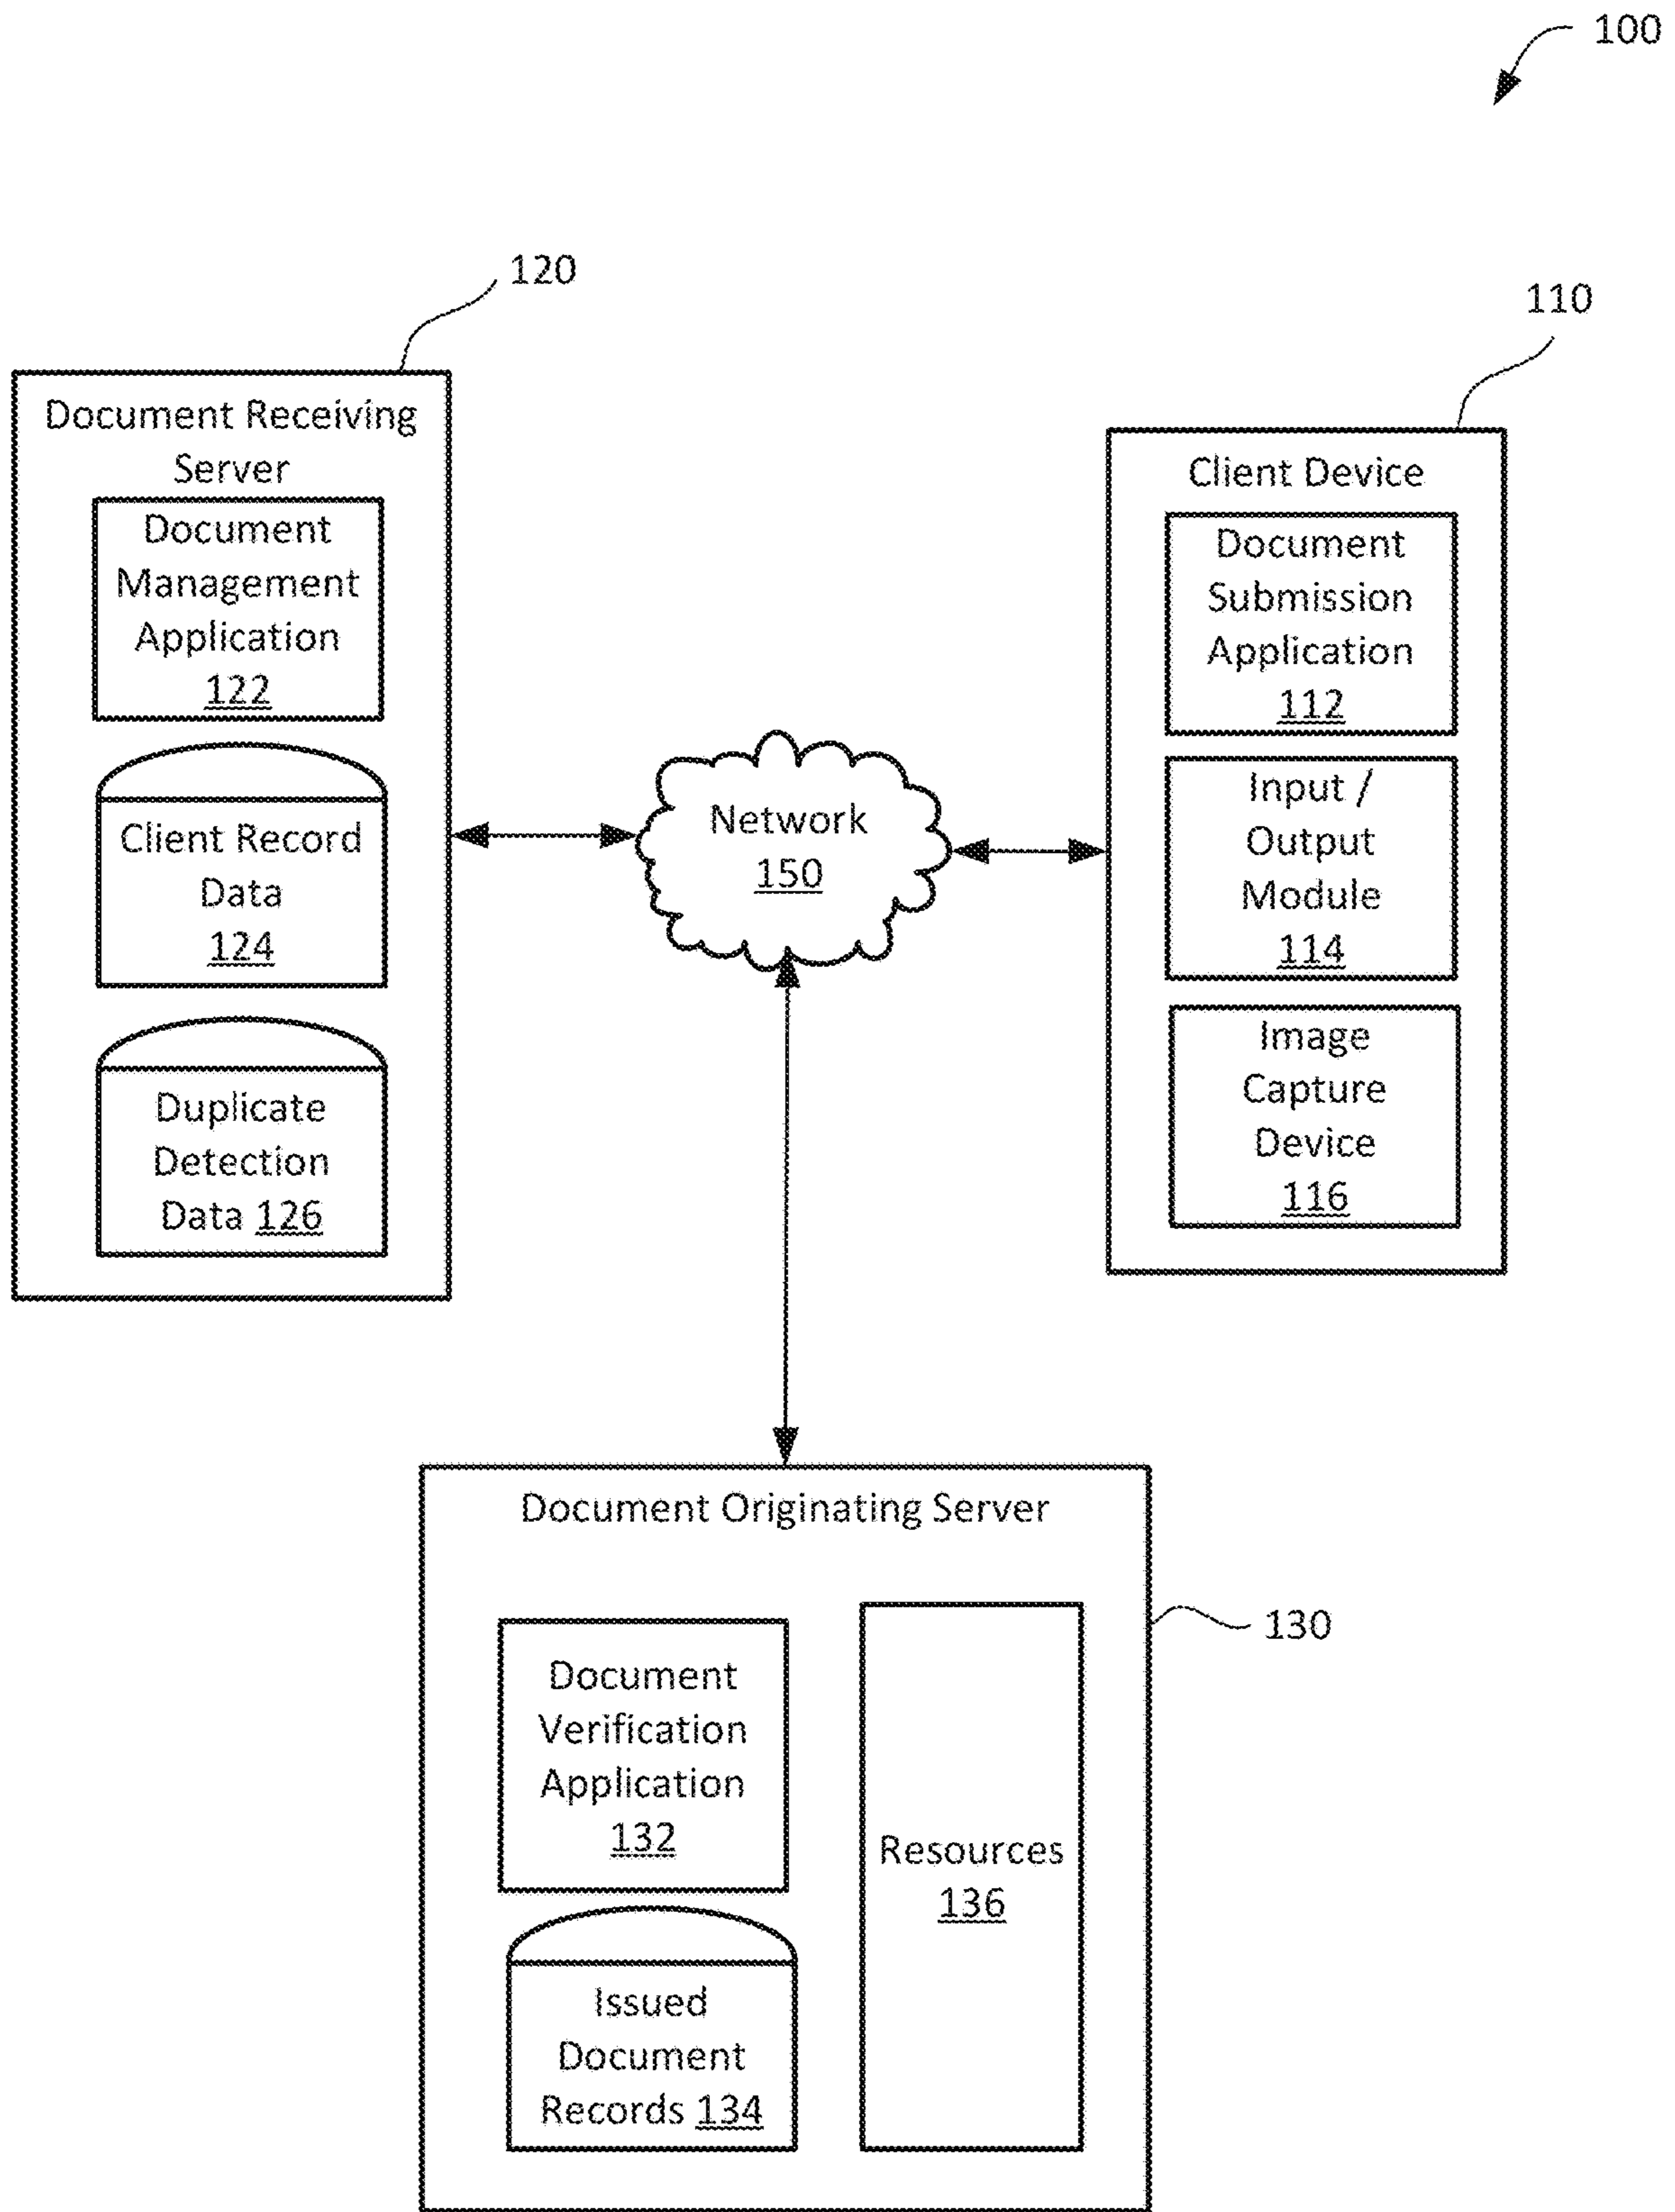 100
120
Document Receiving
Server
Document
Management
Application
122
Client Record
Data
124
Duplicate
Detection
Data 126
Network
150
110
Client Device
Document
Submission
Application
112
Input /
Output
Module
114
Image
Capture
Device
116
Document Originating Server
130
Document
Verification
Application
132
Issued
Document
Records 134
Resources
136